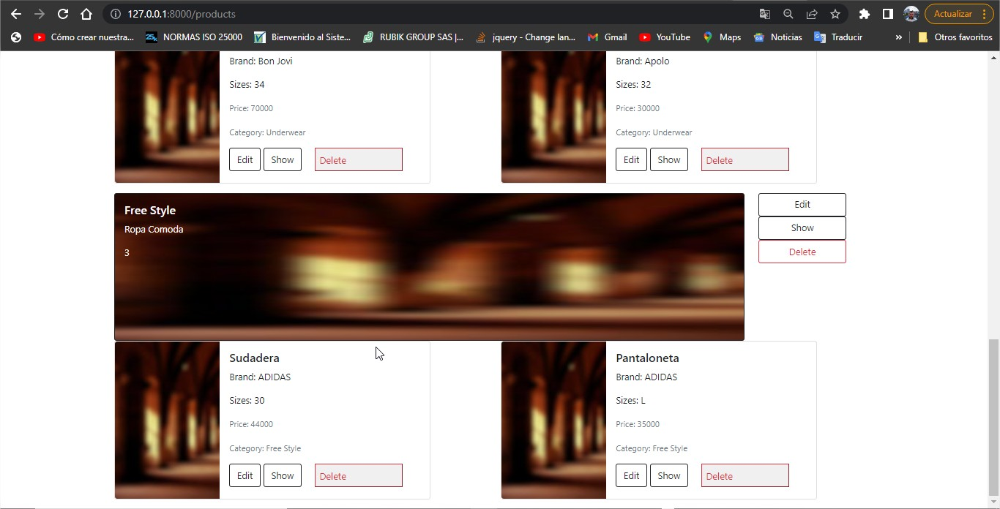 127.0.0.1:8000/products
Actualizar
Cómo crear nuestra...
25k NORMAS ISO 25000
Bienvenido al Siste...
RUBIK GROUP SAS |...
jquery - Change lan...
Gmail
YouTube
Maps
Noticias
Traducir
»
Otros favoritos
Brand: Bon Jovi
Sizes: 34
Price: 70000
Category: Underwear
Edit Show Delete
Brand: Apolo
Sizes: 32
Price: 30000
Category: Underwear
Edit Show Delete
Free Style
Ropa Comoda
3
Edit
Show
Delete
Sudadera
Brand: ADIDAS
Sizes: 30
Price: 44000
Category: Free Style
Edit Show Delete
Pantaloneta
Brand: ADIDAS
Sizes: L
Price: 35000
Category: Free Style
Edit Show Delete